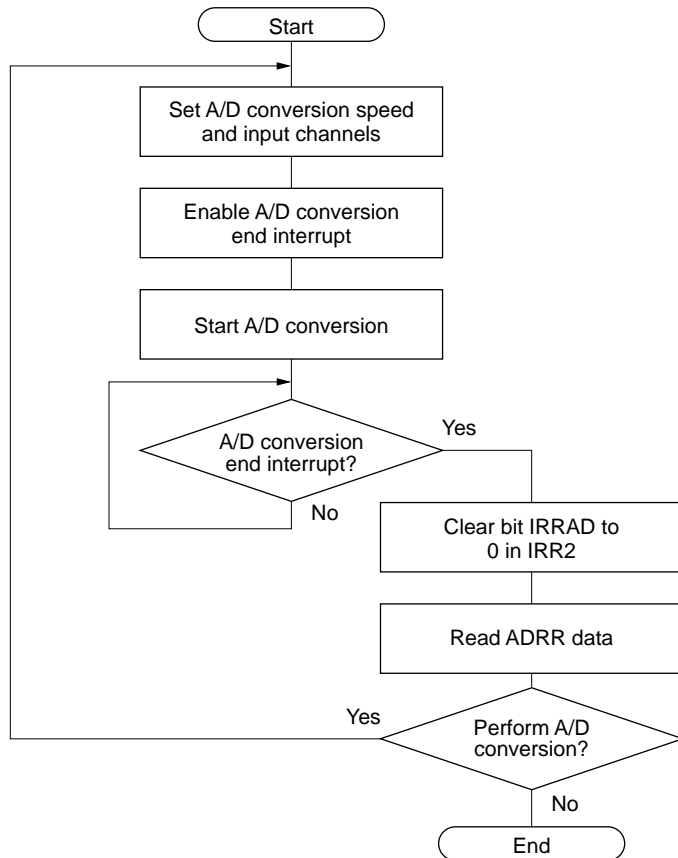 Start
Set A/D conversion speed
and input channels
Enable A/D conversion
end interrupt
Start A/D conversion
A/D conversion
end interrupt?
Yes
No
Clear bit IRRAD to
0 in IRR2
Read ADRR data
Yes
Perform A/D
conversion?
No
End